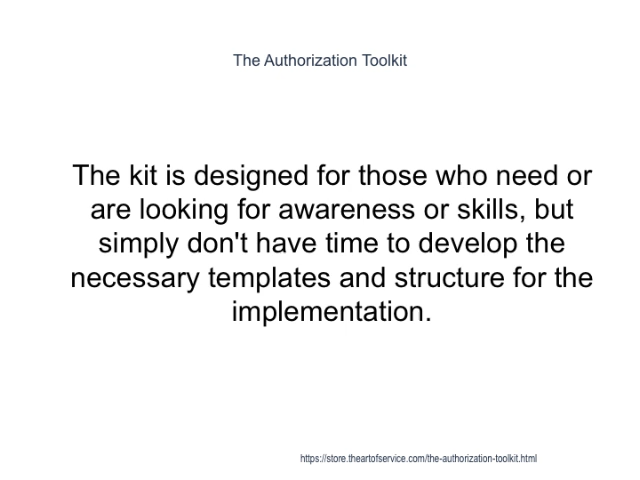 The Authorization Toolkit
The kit is designed for those who need or
are looking for awareness or skills, but
simply don't have time to develop the
necessary templates and structure for the
implementation.
https://store.theartofservice.com/the-authorization-toolkit.html